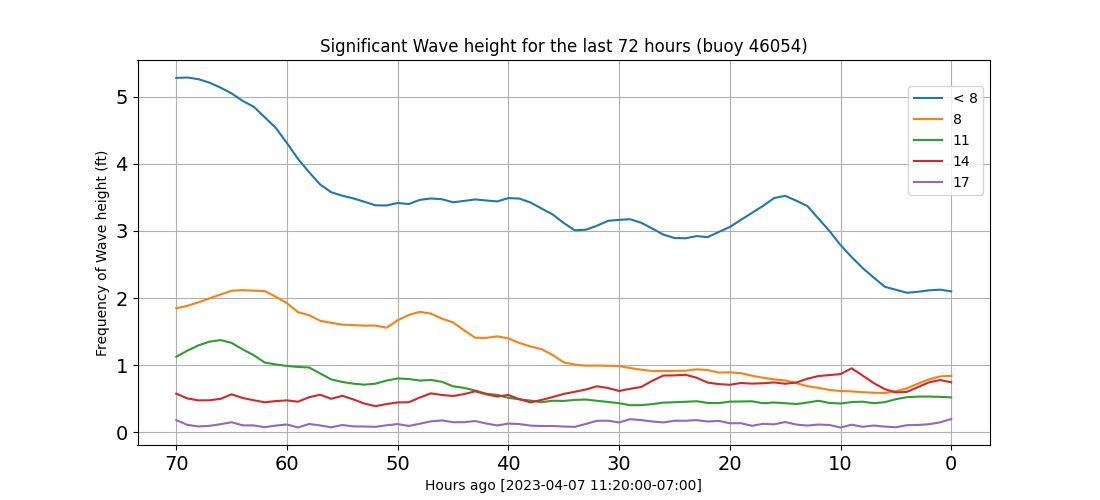 Significant Wave height for the last 72 hours (buoy 46054)
Frequency of Wave height (ft)
5
4
3
2
1
0
< 8
8
11
14
17
70 60 50 40 30 20 10 0
Hours ago [2023-04-07 11:20:00-07:00]